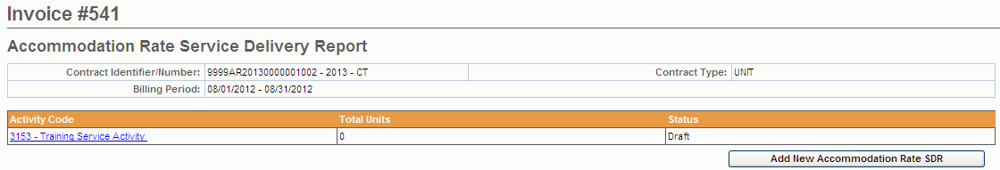 Invoice #541
Accommodation Rate Service Delivery Report
Contract Identifier/Number: 9999AR20130000001002 - 2013 - CT Contract Type: UNIT
Billing Period: 08/01/2012 - 08/31/2012
Activity Code Total Units Status
3153 - Training Service Activity 0 Draft
Add New Accommodation Rate SDR